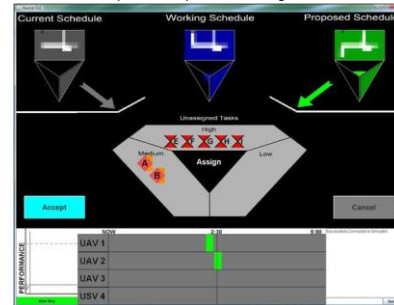 Current Schedule
Working Schedule
Proposed Schedule
Unassigned Tasks
High
E F G H I
Medium
Low
A
Assign
B
Accept
Cancel
NOW 2:30 5:00
PERFORMANCE
UAV 1
UAV 2
UAV 3
USV 4